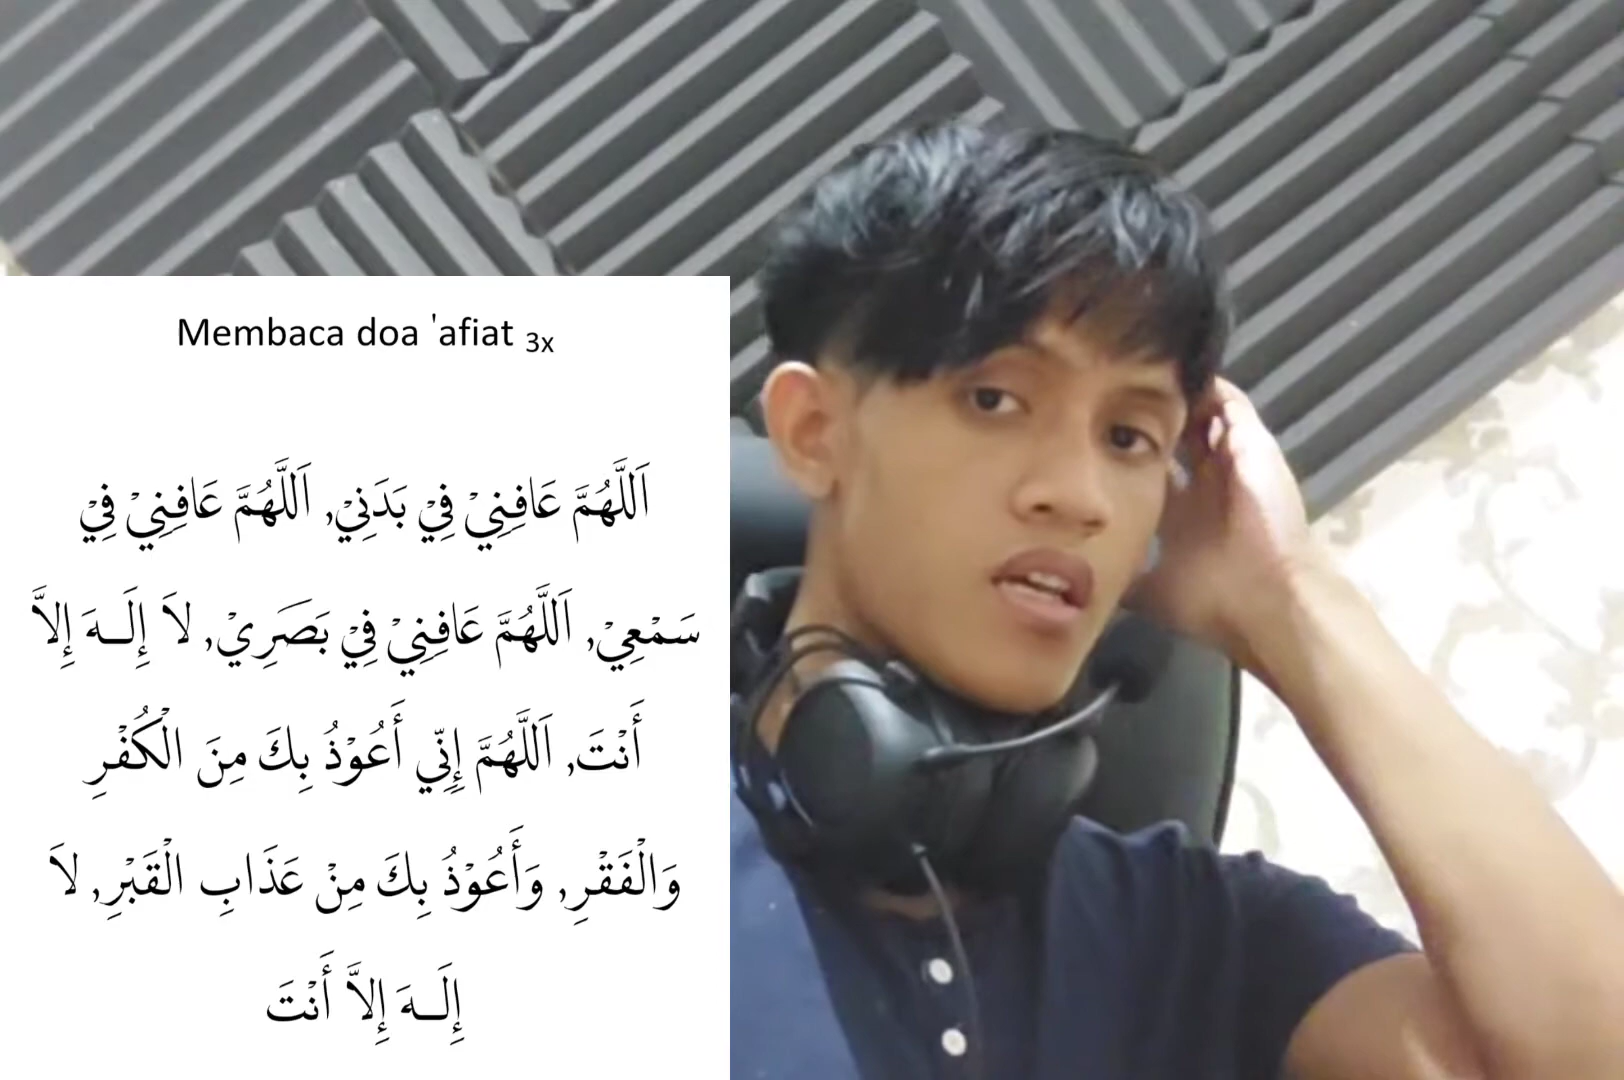 Membaca doa 'afiat 3x
اَللَّهُمَّ عَافِنِيْ فِيْ بَدَنِيْ, اَللَّهُمَّ عَافِنِيْ فِيْ
سَمْعِيْ, اَللَّهُمَّ عَافِنِيْ فِيْ بَصَرِيْ, لاَ إِلَـهَ إِلاَّ
أَنْتَ, اَللَّهُمَّ إِنِّي أَعُوْذُ بِكَ مِنَ الْكُفْرِ
وَالْفَقْرِ, وَأَعُوْذُ بِكَ مِنْ عَذَابِ الْقَبْرِ, لاَ
إِلَـهَ إِلاَّ أَنْتَ